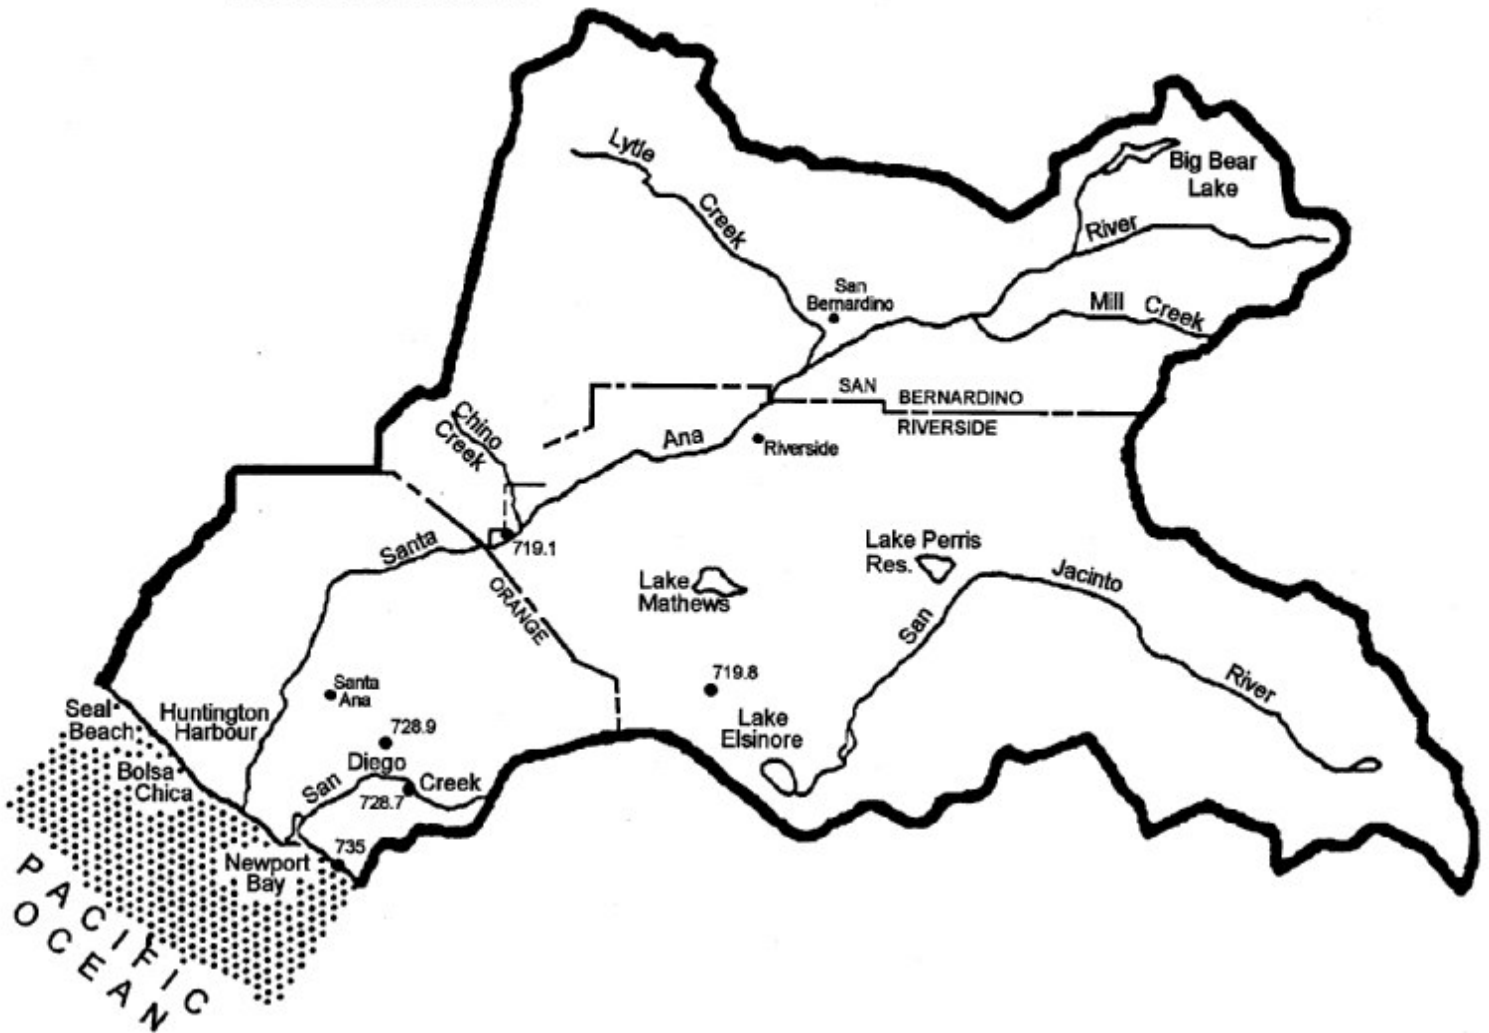 Lytle
Creek
Big Bear
Lake
River
San
Bernardino
Mill Creek
SAN
BERNARDINO
RIVERSIDE
Chino
Creek
Ana
Riverside
Santa
719.1
ORANGE
Lake
Mathews
Lake Perris
Res.
San
Jacinto
River
719.8
Lake
Elsinore
Santa
Ana
728.9
Seal
Beach
Huntington
Harbour
Bolsa
Chica
San
Diego
Creek
728.7
735
Newport
Bay
PACIFIC
OCEAN